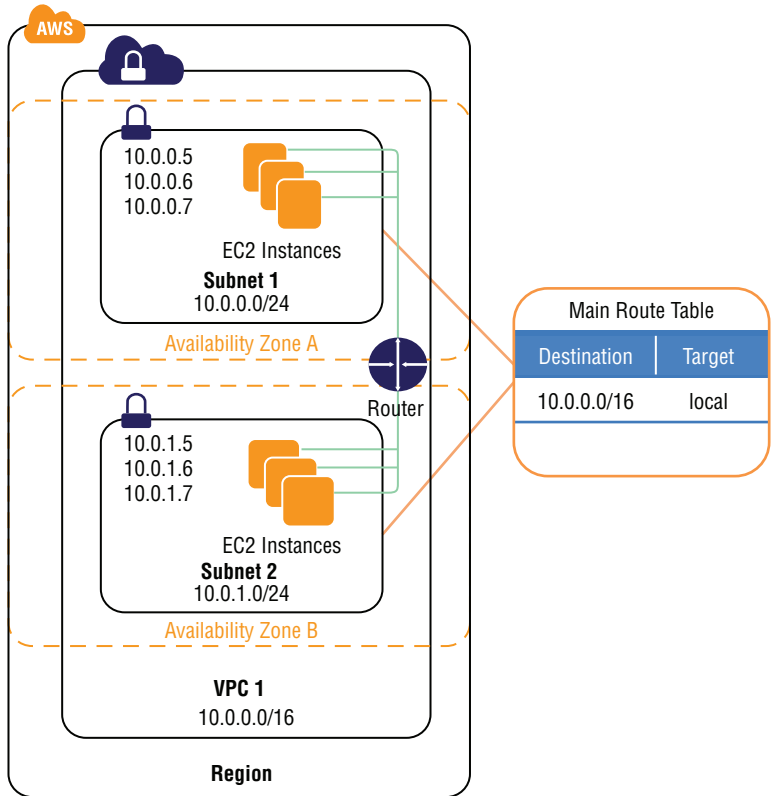 AWS
10.0.0.5
10.0.0.6
10.0.0.7
EC2 Instances
Subnet 1
10.0.0.0/24
Availability Zone A
Router
10.0.1.5
10.0.1.6
10.0.1.7
EC2 Instances
Subnet 2
10.0.1.0/24
Availability Zone B
VPC 1
10.0.0.0/16
Region
Main Route Table
Destination Target
10.0.0.0/16 local